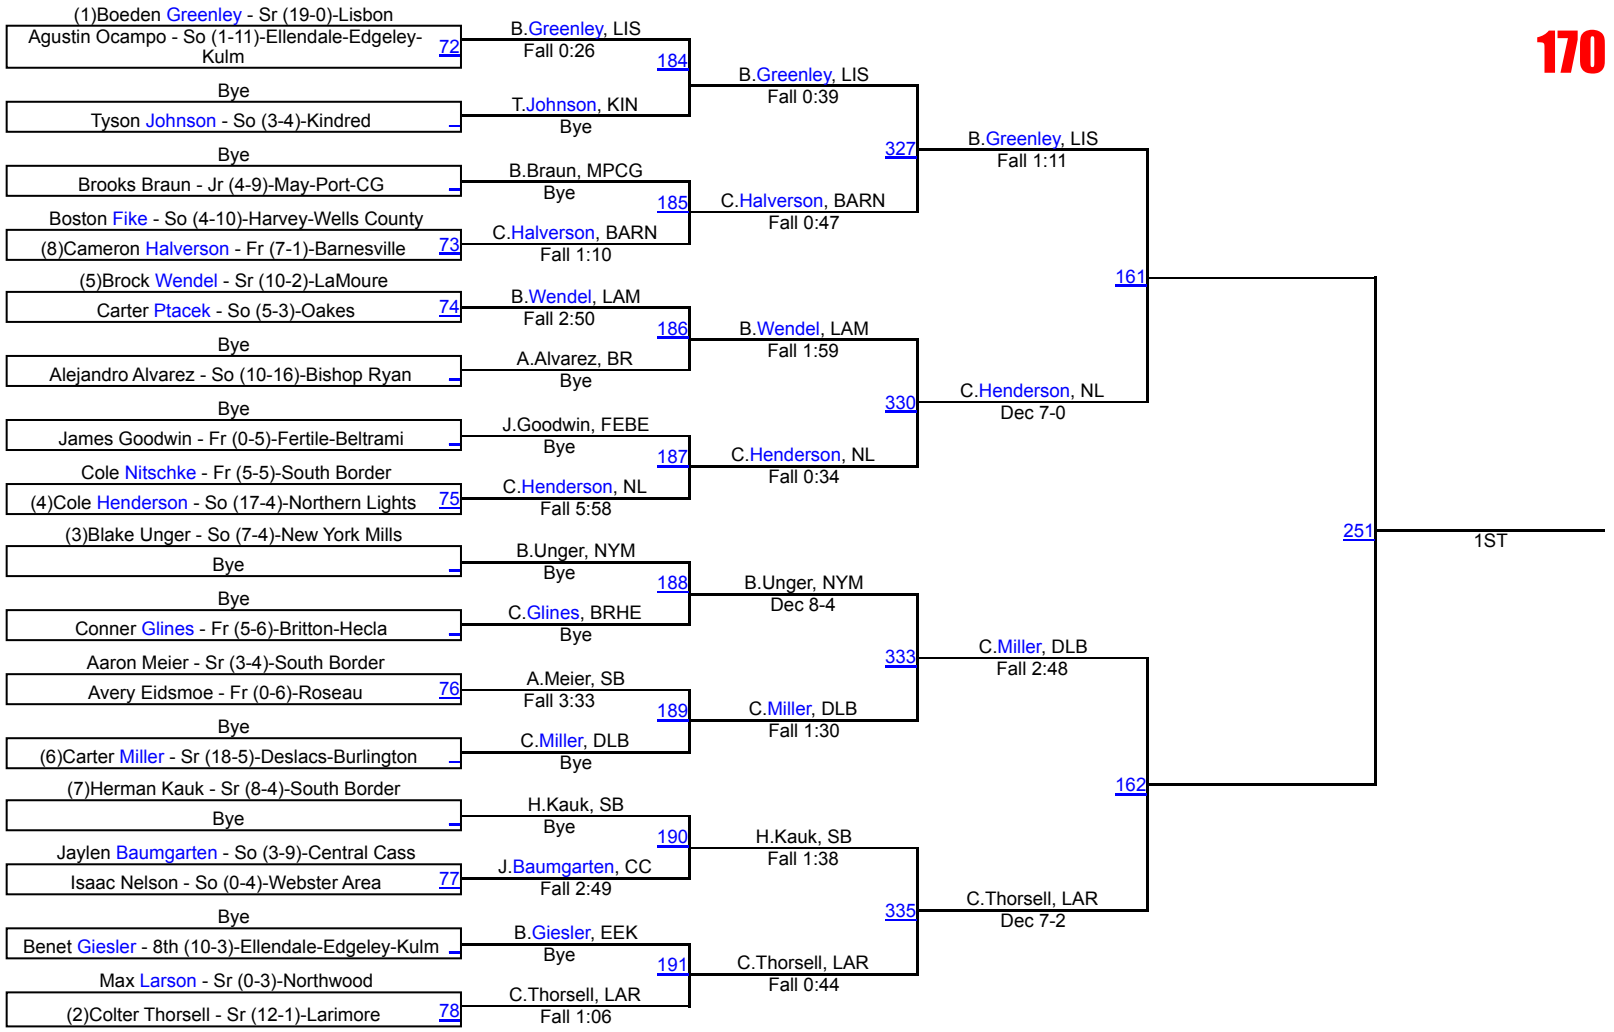 170
(1)Boeden Greenley - Sr (19-0)-Lisbon
Agustin Ocampo - So (1-11)-Ellendale-Edgeley-
Kulm
72
Bye
Tyson Johnson - So (3-4)-Kindred
Bye
Brooks Braun - Jr (4-9)-May-Port-CG
Boston Fike - So (4-10)-Harvey-Wells County
(8)Cameron Halverson - Fr (7-1)-Barnesville
73
(5)Brock Wendel - Sr (10-2)-LaMoure
Carter Ptacek - So (5-3)-Oakes
74
Bye
Alejandro Alvarez - So (10-16)-Bishop Ryan
Bye
James Goodwin - Fr (0-5)-Fertile-Beltrami
Cole Nitschke - Fr (5-5)-South Border
(4)Cole Henderson - So (17-4)-Northern Lights
75
(3)Blake Unger - So (7-4)-New York Mills
Bye
Bye
Conner Glines - Fr (5-6)-Britton-Hecla
Aaron Meier - Sr (3-4)-South Border
Avery Eidsmoe - Fr (0-6)-Roseau
76
Bye
(6)Carter Miller - Sr (18-5)-Deslacs-Burlington
(7)Herman Kauk - Sr (8-4)-South Border
Bye
Jaylen Baumgarten - So (3-9)-Central Cass
Isaac Nelson - So (0-4)-Webster Area
77
Bye
Benet Giesler - 8th (10-3)-Ellendale-Edgeley-Kulm
Max Larson - Sr (0-3)-Northwood
(2)Colter Thorsell - Sr (12-1)-Larimore
78
B.Greenley, LIS
Fall 0:26
184
T.Johnson, KIN
Bye
B.Braun, MPCG
Bye
185
C.Halverson, BARN
Fall 1:10
B.Wendel, LAM
Fall 2:50
186
A.Alvarez, BR
Bye
J.Goodwin, FEBE
Bye
187
C.Henderson, NL
Fall 5:58
B.Unger, NYM
Bye
188
C.Glines, BRHE
Bye
A.Meier, SB
Fall 3:33
189
C.Miller, DLB
Bye
H.Kauk, SB
Bye
190
J.Baumgarten, CC
Fall 2:49
B.Giesler, EEK
Bye
191
C.Thorsell, LAR
Fall 1:06
B.Greenley, LIS
Fall 0:39
327
C.Halverson, BARN
Fall 0:47
B.Wendel, LAM
Fall 1:59
330
C.Henderson, NL
Fall 0:34
B.Unger, NYM
Dec 8-4
333
C.Miller, DLB
Fall 1:30
H.Kauk, SB
Fall 1:38
335
C.Thorsell, LAR
Fall 0:44
B.Greenley, LIS
Fall 1:11
161
C.Henderson, NL
Dec 7-0
C.Miller, DLB
Fall 2:48
162
C.Thorsell, LAR
Dec 7-2
251
1ST